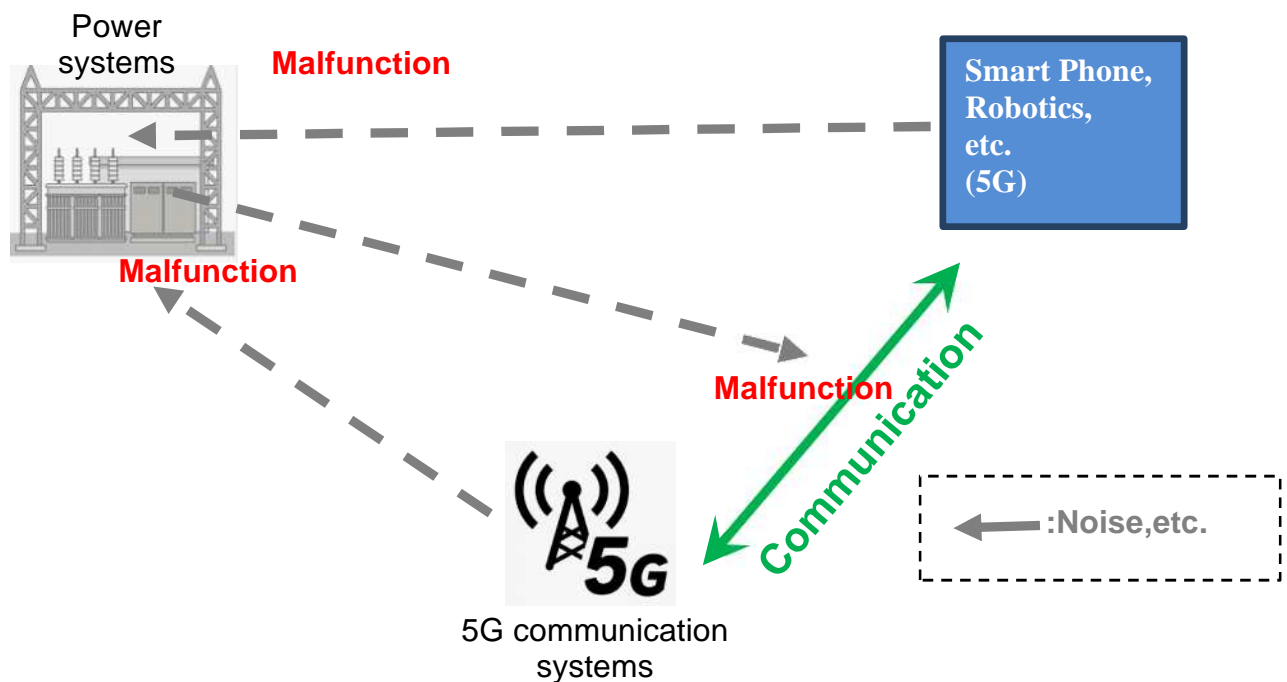 Power
systems
Malfunction
Smart Phone,
Robotics,
etc.
(5G)
Malfunction
Malfunction
Communication
:Noise,etc.
5G
5G communication
systems